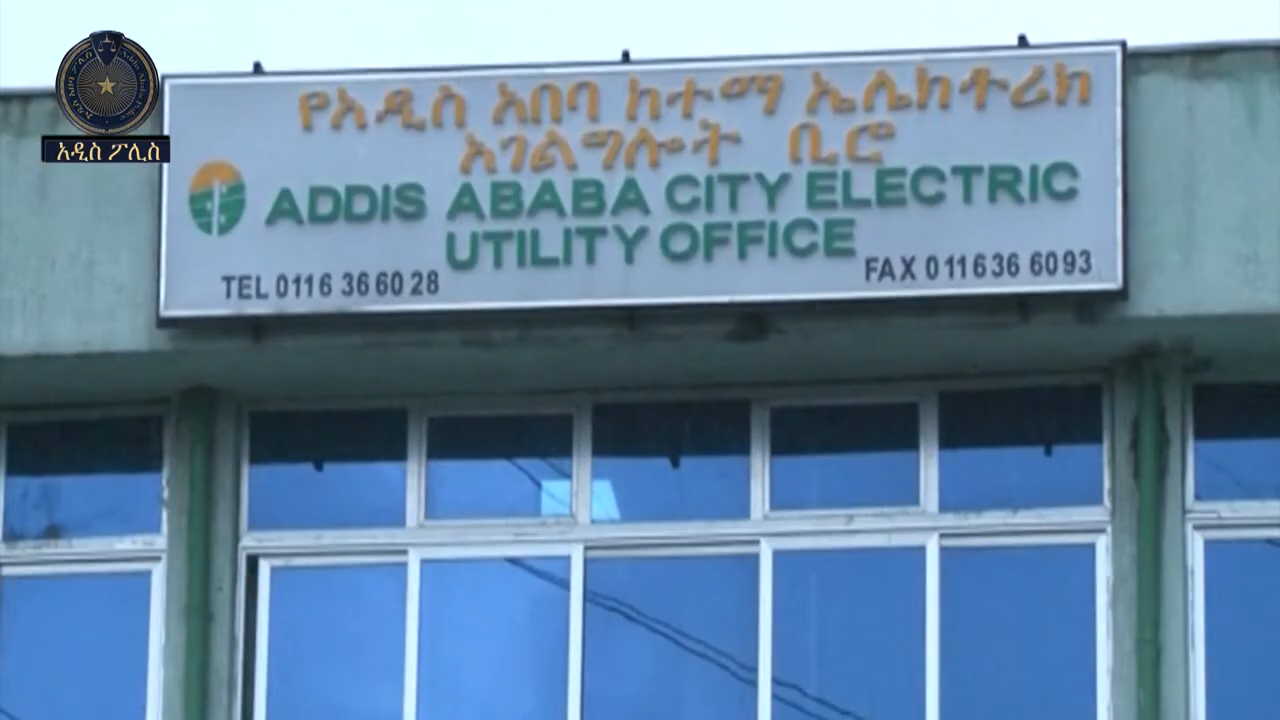 አዲስ ፖሊስ
የአዲስ አበባ ከተማ ኤሌክትሪክ
አገልግሎት ቢሮ
ADDIS ABABA CITY ELECTRIC
UTILITY OFFICE
TEL 0116 36 60 28
FAX 011636 6093